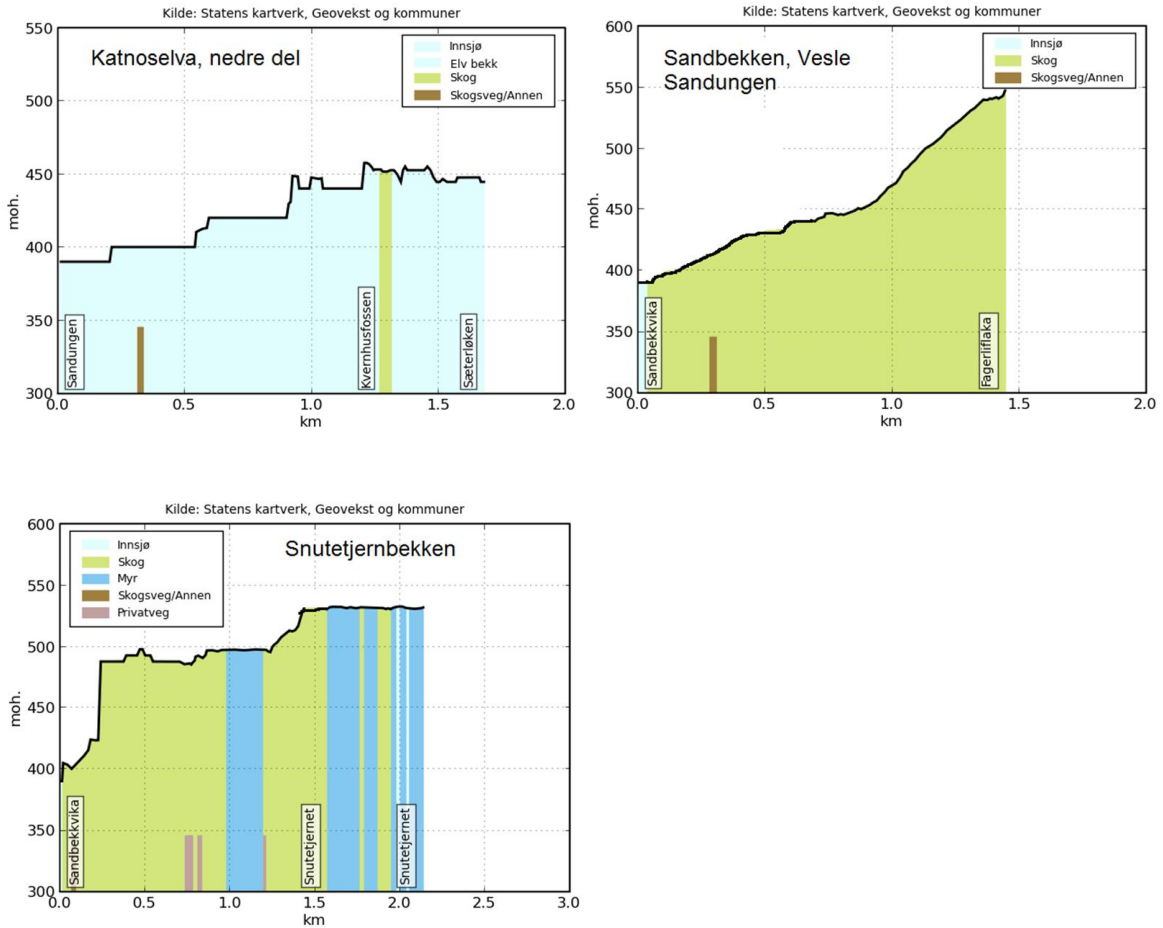 Kilde: Statens kartverk, Geovekst og kommuner
Katnoselva, nedre del
Innsjø
Elv bekk
Skog
Skogsveg/Annen
550
500
450
400
350
300
moh.
Sandungen
Kvernhusfossen
Sæterløken
0.0 0.5 1.0 1.5 2.0
km
Kilde: Statens kartverk, Geovekst og kommuner
Sandbekken, Vesle
Sandungen
Innsjø
Skog
Skogsveg/Annen
600
550
500
450
400
350
300
moh.
Sandbekkvika
Fagerliflaka
0.0 0.5 1.0 1.5 2.0
km
Kilde: Statens kartverk, Geovekst og kommuner
Snutetjernbekken
Innsjø
Skog
Myr
Skogsveg/Annen
Privatveg
600
550
500
450
400
350
300
moh.
Sandbekkvika
Snutetjernet
Snutetjernet
0.0 0.5 1.0 1.5 2.0 2.5 3.0
km